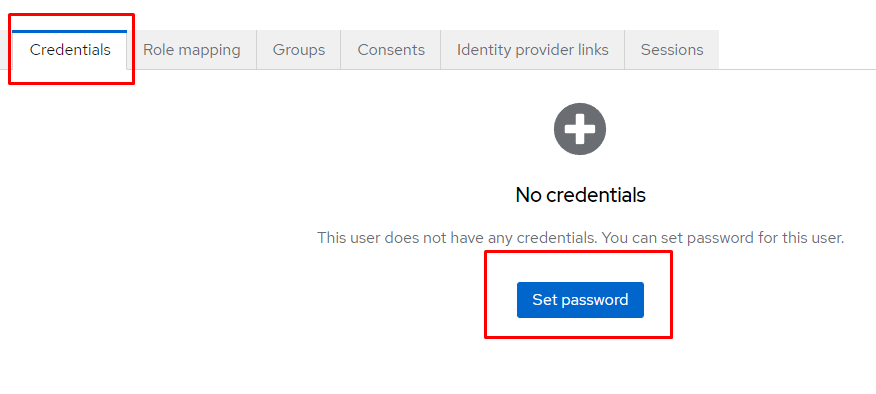 Credentials Role mapping Groups Consents Identity provider links Sessions
No credentials
This user does not have any credentials. You can set password for this user.
Set password